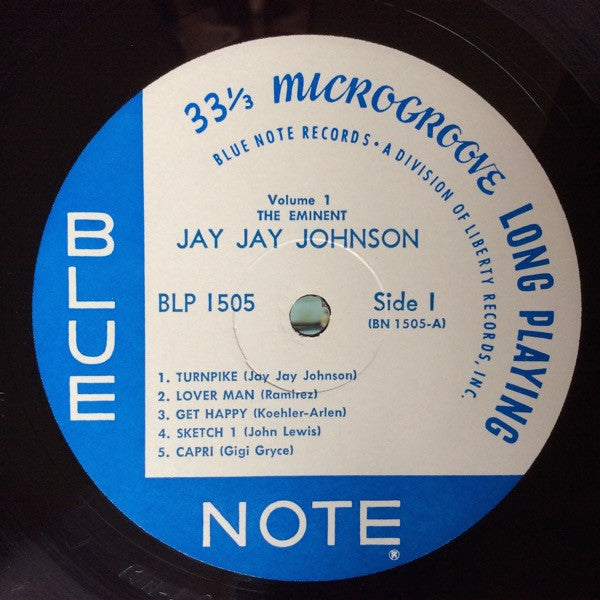 33⅓ MICROGROOVE LONG PLAYING
BLUE NOTE RECORDS • A DIVISION OF LIBERTY RECORDS, INC.
Volume 1
THE EMINENT
JAY JAY JOHNSON
BLP 1505
Side 1
(BN 1505-A)
1. TURNPIKE (Jay Jay Johnson)
2. LOVER MAN (Ramirez)
3. GET HAPPY (Koehler-Arlen)
4. SKETCH 1 (John Lewis)
5. CAPRI (Gigi Gryce)
BLUE
NOTE®